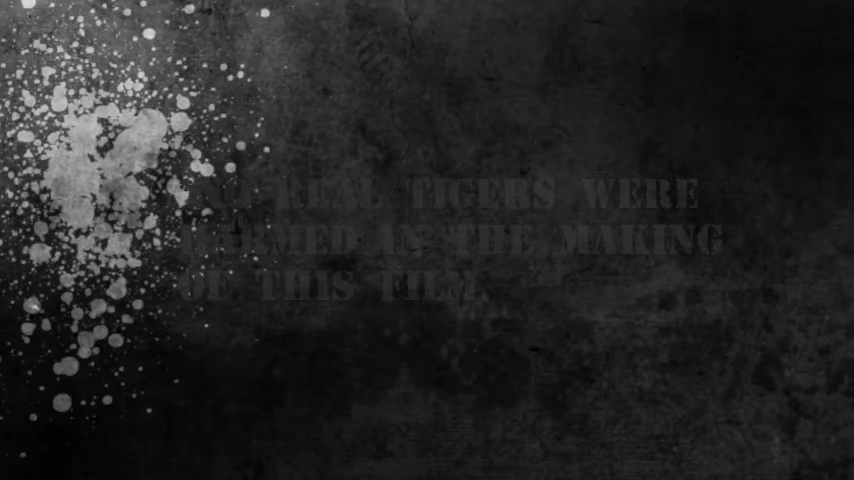 NO REAL TIGERS WERE
HARMED IN THE MAKING
OF THIS FILM.